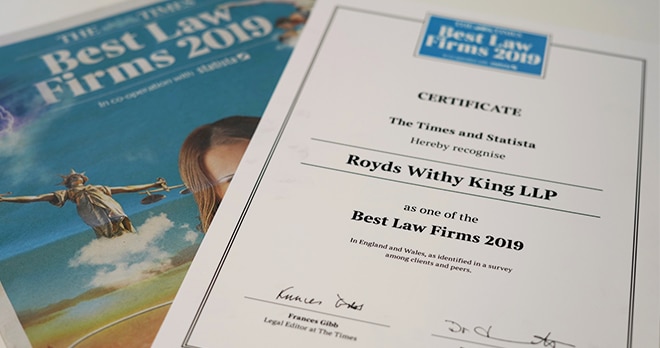 THE TIMES
Best Law
Firms 2019
In co-operation with statista
THE TIMES
Best Law
Firms 2019
CERTIFICATE
The Times and Statista
Hereby recognise
Royds Withy King LLP
as one of the
Best Law Firms 2019
In England and Wales, as identified in a survey
among clients and peers.
Frances Gibb
Legal Editor at The Times